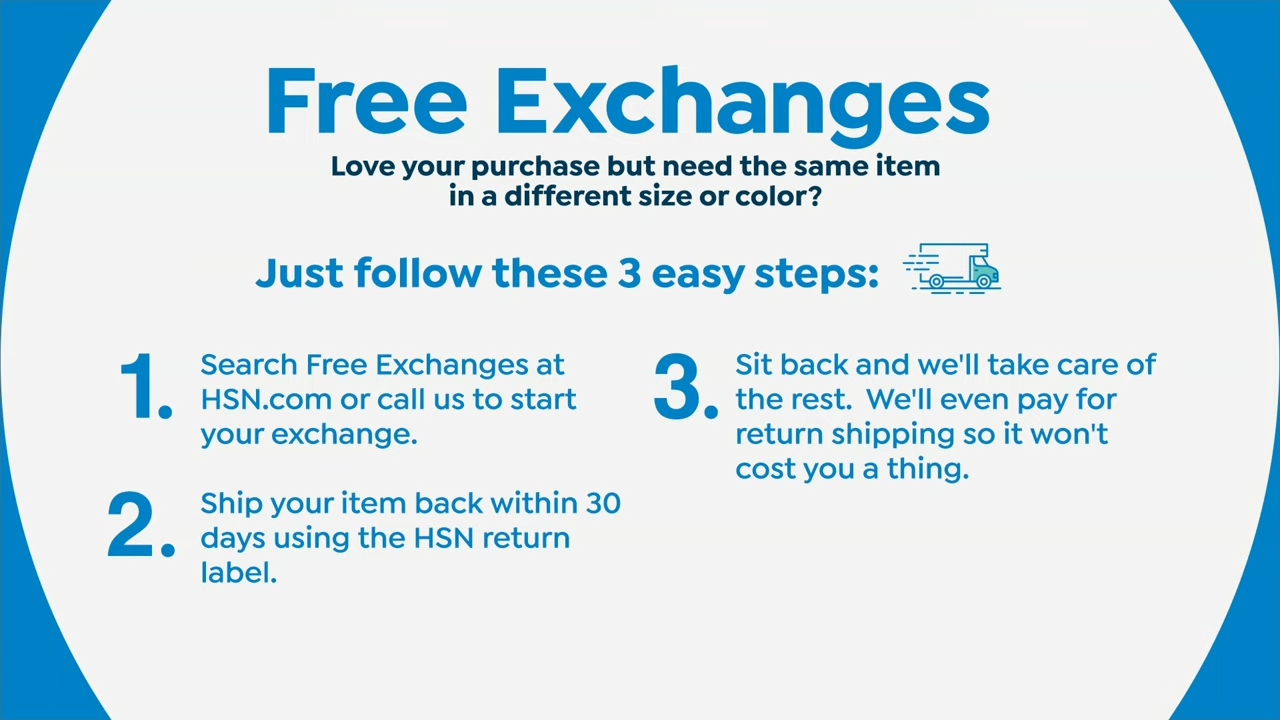 Free Exchanges
Love your purchase but need the same item
in a different size or color?
Just follow these 3 easy steps:
1. Search Free Exchanges at
HSN.com or call us to start
your exchange.
2. Ship your item back within 30
days using the HSN return
label.
3. Sit back and we'll take care of
the rest.  We'll even pay for
return shipping so it won't
cost you a thing.